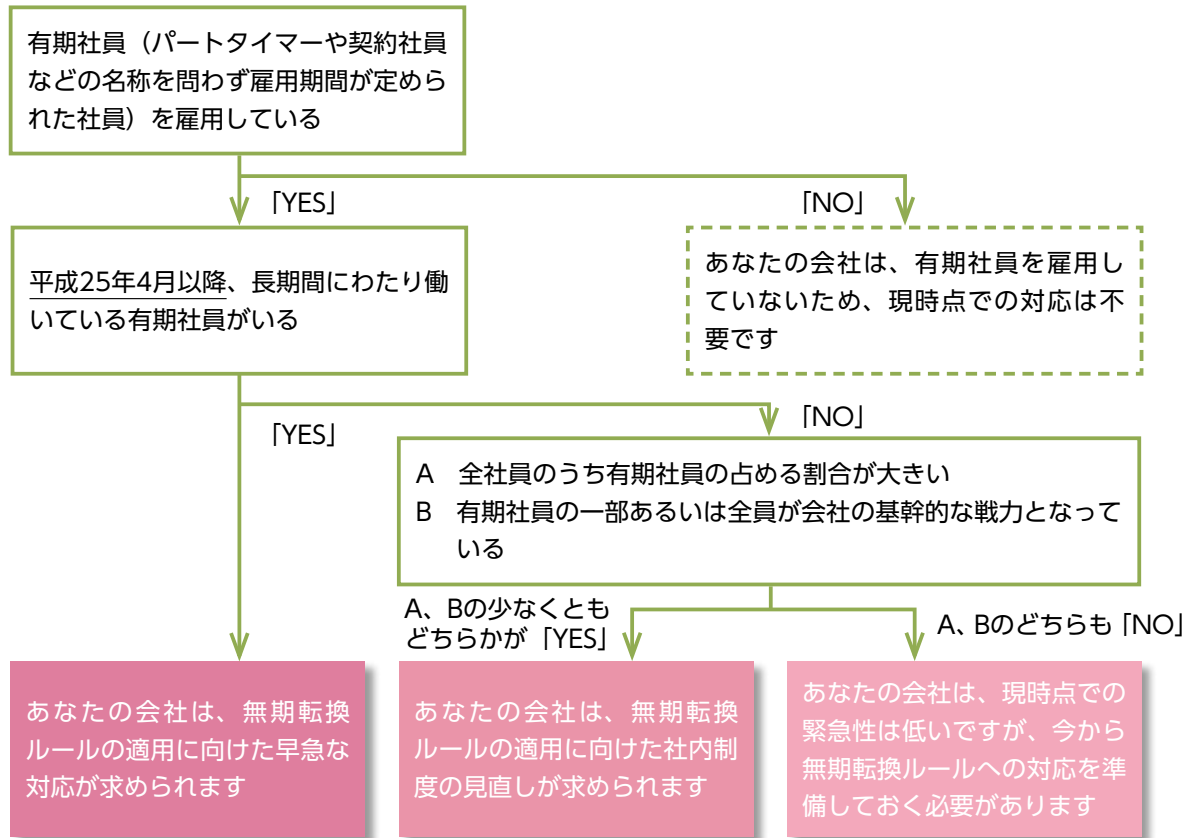 有期社員（パートタイマーや契約社員
などの名称を問わず雇用期間が定めら
れた社員）を雇用している
「YES」
「NO」
平成25年4月以降、長期間にわたり働
いている有期社員がいる
あなたの会社は、有期社員を雇用し
ていないため、現時点での対応は不
要です
「YES」
「NO」
A　全社員のうち有期社員の占める割合が大きい
B　有期社員の一部あるいは全員が会社の基幹的な戦力となって
いる
A、Bの少なくとも
どちらかが「YES」
A、Bのどちらも「NO」
あなたの会社は、無期転換
ルールの適用に向けた早急な
対応が求められます
あなたの会社は、無期転換
ルールの適用に向けた社内制
度の見直しが求められます
あなたの会社は、現時点での
緊急性は低いですが、今から
無期転換ルールへの対応を準
備しておく必要があります